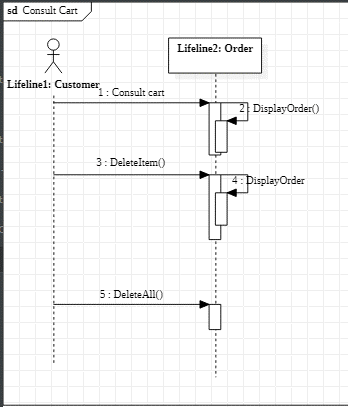 sd Consult Cart
Lifeline2: Order
Lifeline1: Customer
1 : Consult cart
2 : DisplayOrder()
3 : DeleteItem()
4 : DisplayOrder
5 : DeleteAll()